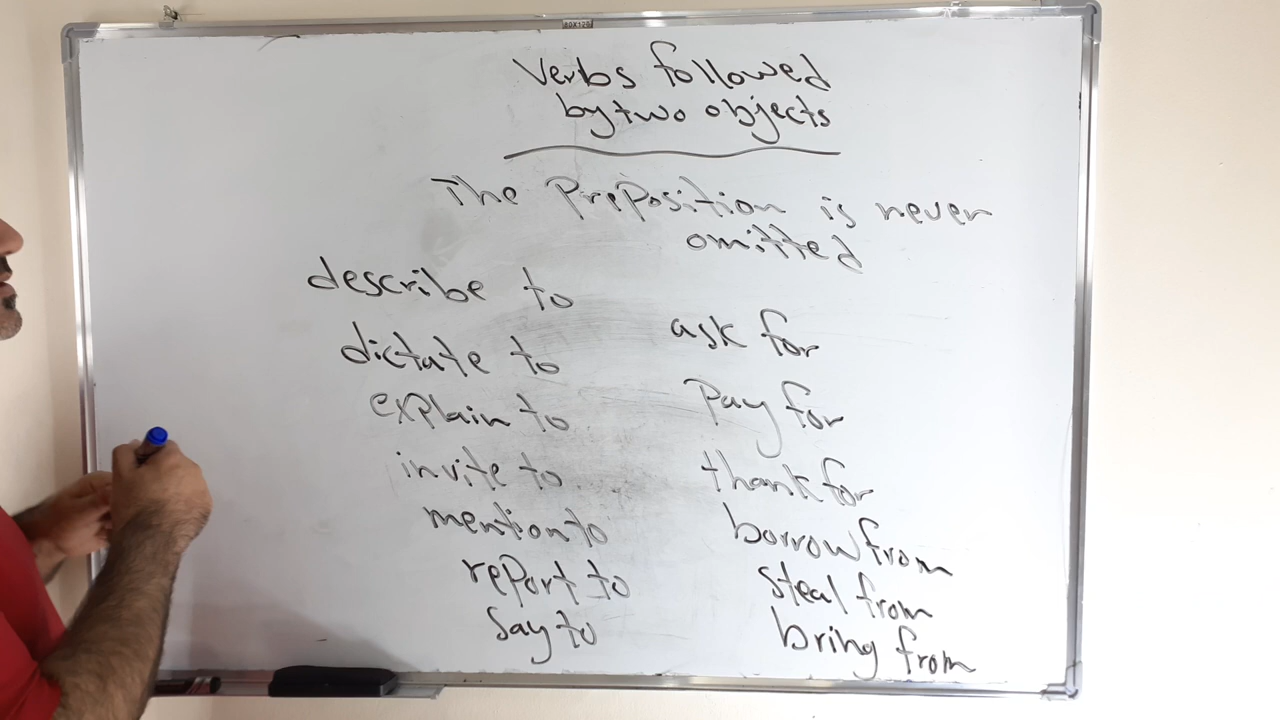 80X120
Verbs followed
by two objects
The Preposition is never
omitted
describe to
dictate to
explain to
invite to
mention to
report to
say to
ask for
Pay for
thank for
borrow from
steal from
bring from